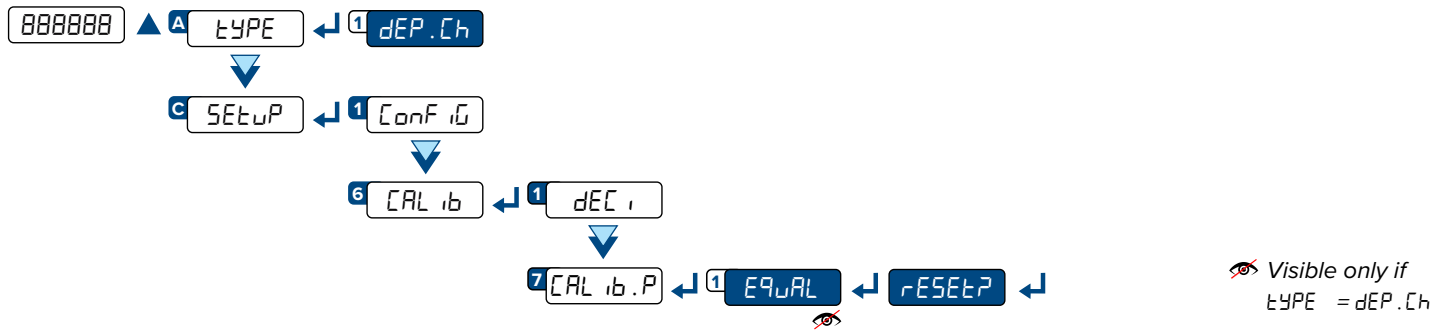 888888 A tYPE 1 dEP.Ch
C SEtuP 1 ConFiG
6 CALib 1 dECi
7 CALib.P 1 EquAL rESEt?
Visible only if
tYPE = dEP.Ch